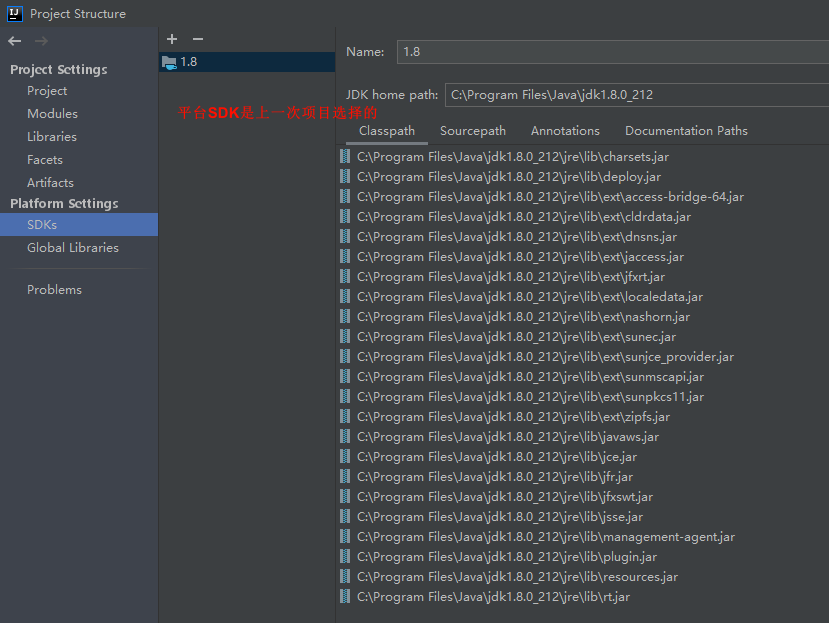 Project Structure
Project Settings
Project
Modules
Libraries
Facets
Artifacts
Platform Settings
SDKs
Global Libraries
Problems
1.8
平台SDK是上一次项目选择的
Name: 1.8
JDK home path: C:\Program Files\Java\jdk1.8.0_212
Classpath Sourcepath Annotations Documentation Paths
C:\Program Files\Java\jdk1.8.0_212\jre\lib\charsets.jar
C:\Program Files\Java\jdk1.8.0_212\jre\lib\deploy.jar
C:\Program Files\Java\jdk1.8.0_212\jre\lib\ext\access-bridge-64.jar
C:\Program Files\Java\jdk1.8.0_212\jre\lib\ext\cldrdata.jar
C:\Program Files\Java\jdk1.8.0_212\jre\lib\ext\dnsns.jar
C:\Program Files\Java\jdk1.8.0_212\jre\lib\ext\jaccess.jar
C:\Program Files\Java\jdk1.8.0_212\jre\lib\ext\jfxrt.jar
C:\Program Files\Java\jdk1.8.0_212\jre\lib\ext\localedata.jar
C:\Program Files\Java\jdk1.8.0_212\jre\lib\ext\nashorn.jar
C:\Program Files\Java\jdk1.8.0_212\jre\lib\ext\sunec.jar
C:\Program Files\Java\jdk1.8.0_212\jre\lib\ext\sunjce_provider.jar
C:\Program Files\Java\jdk1.8.0_212\jre\lib\ext\sunmscapi.jar
C:\Program Files\Java\jdk1.8.0_212\jre\lib\ext\sunpkcs11.jar
C:\Program Files\Java\jdk1.8.0_212\jre\lib\ext\zipfs.jar
C:\Program Files\Java\jdk1.8.0_212\jre\lib\javaws.jar
C:\Program Files\Java\jdk1.8.0_212\jre\lib\jce.jar
C:\Program Files\Java\jdk1.8.0_212\jre\lib\jfr.jar
C:\Program Files\Java\jdk1.8.0_212\jre\lib\jfxswt.jar
C:\Program Files\Java\jdk1.8.0_212\jre\lib\jsse.jar
C:\Program Files\Java\jdk1.8.0_212\jre\lib\management-agent.jar
C:\Program Files\Java\jdk1.8.0_212\jre\lib\plugin.jar
C:\Program Files\Java\jdk1.8.0_212\jre\lib\resources.jar
C:\Program Files\Java\jdk1.8.0_212\jre\lib\rt.jar